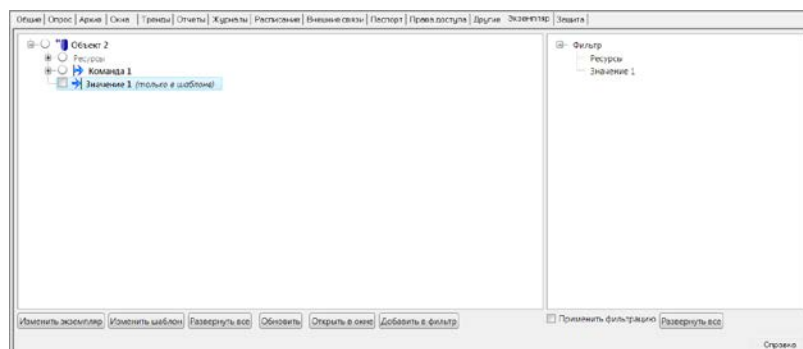 Общие Опрос Архив Окна Тренды Отчеты Журналы Расписание Внешние связи Паспорт Права доступа Другие Экземпляр Защита
Объект 2
Ресурсы
Команда 1
Значение 1 (только в шаблоне)
Фильтр
Ресурсы
Значение 1
Изменить экземпляр Изменить шаблон Развернуть все Обновить Открыть в окне Добавить в фильтр
Применить фильтрацию Развернуть все
Справка